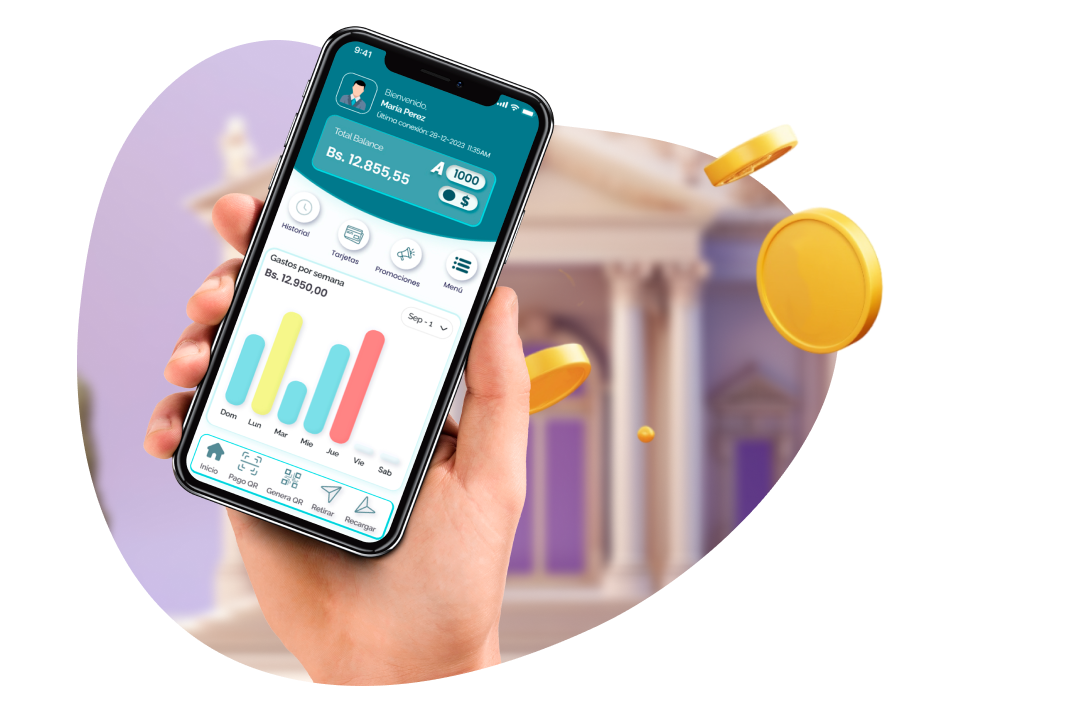 9:41
Bienvenido,
Maria Perez
Última conexión: 28-12-2023 11:35AM
Total Balance
Bs. 12.855,55
A 1000
$
Historial
Tarjetas
Promociones
Menú
Gastos por semana
Bs. 12.950,00
Sep - 1
Dom
Lun
Mar
Mie
Jue
Vie
Sab
Inicio
Pago QR
Genera QR
Retirar
Recargar